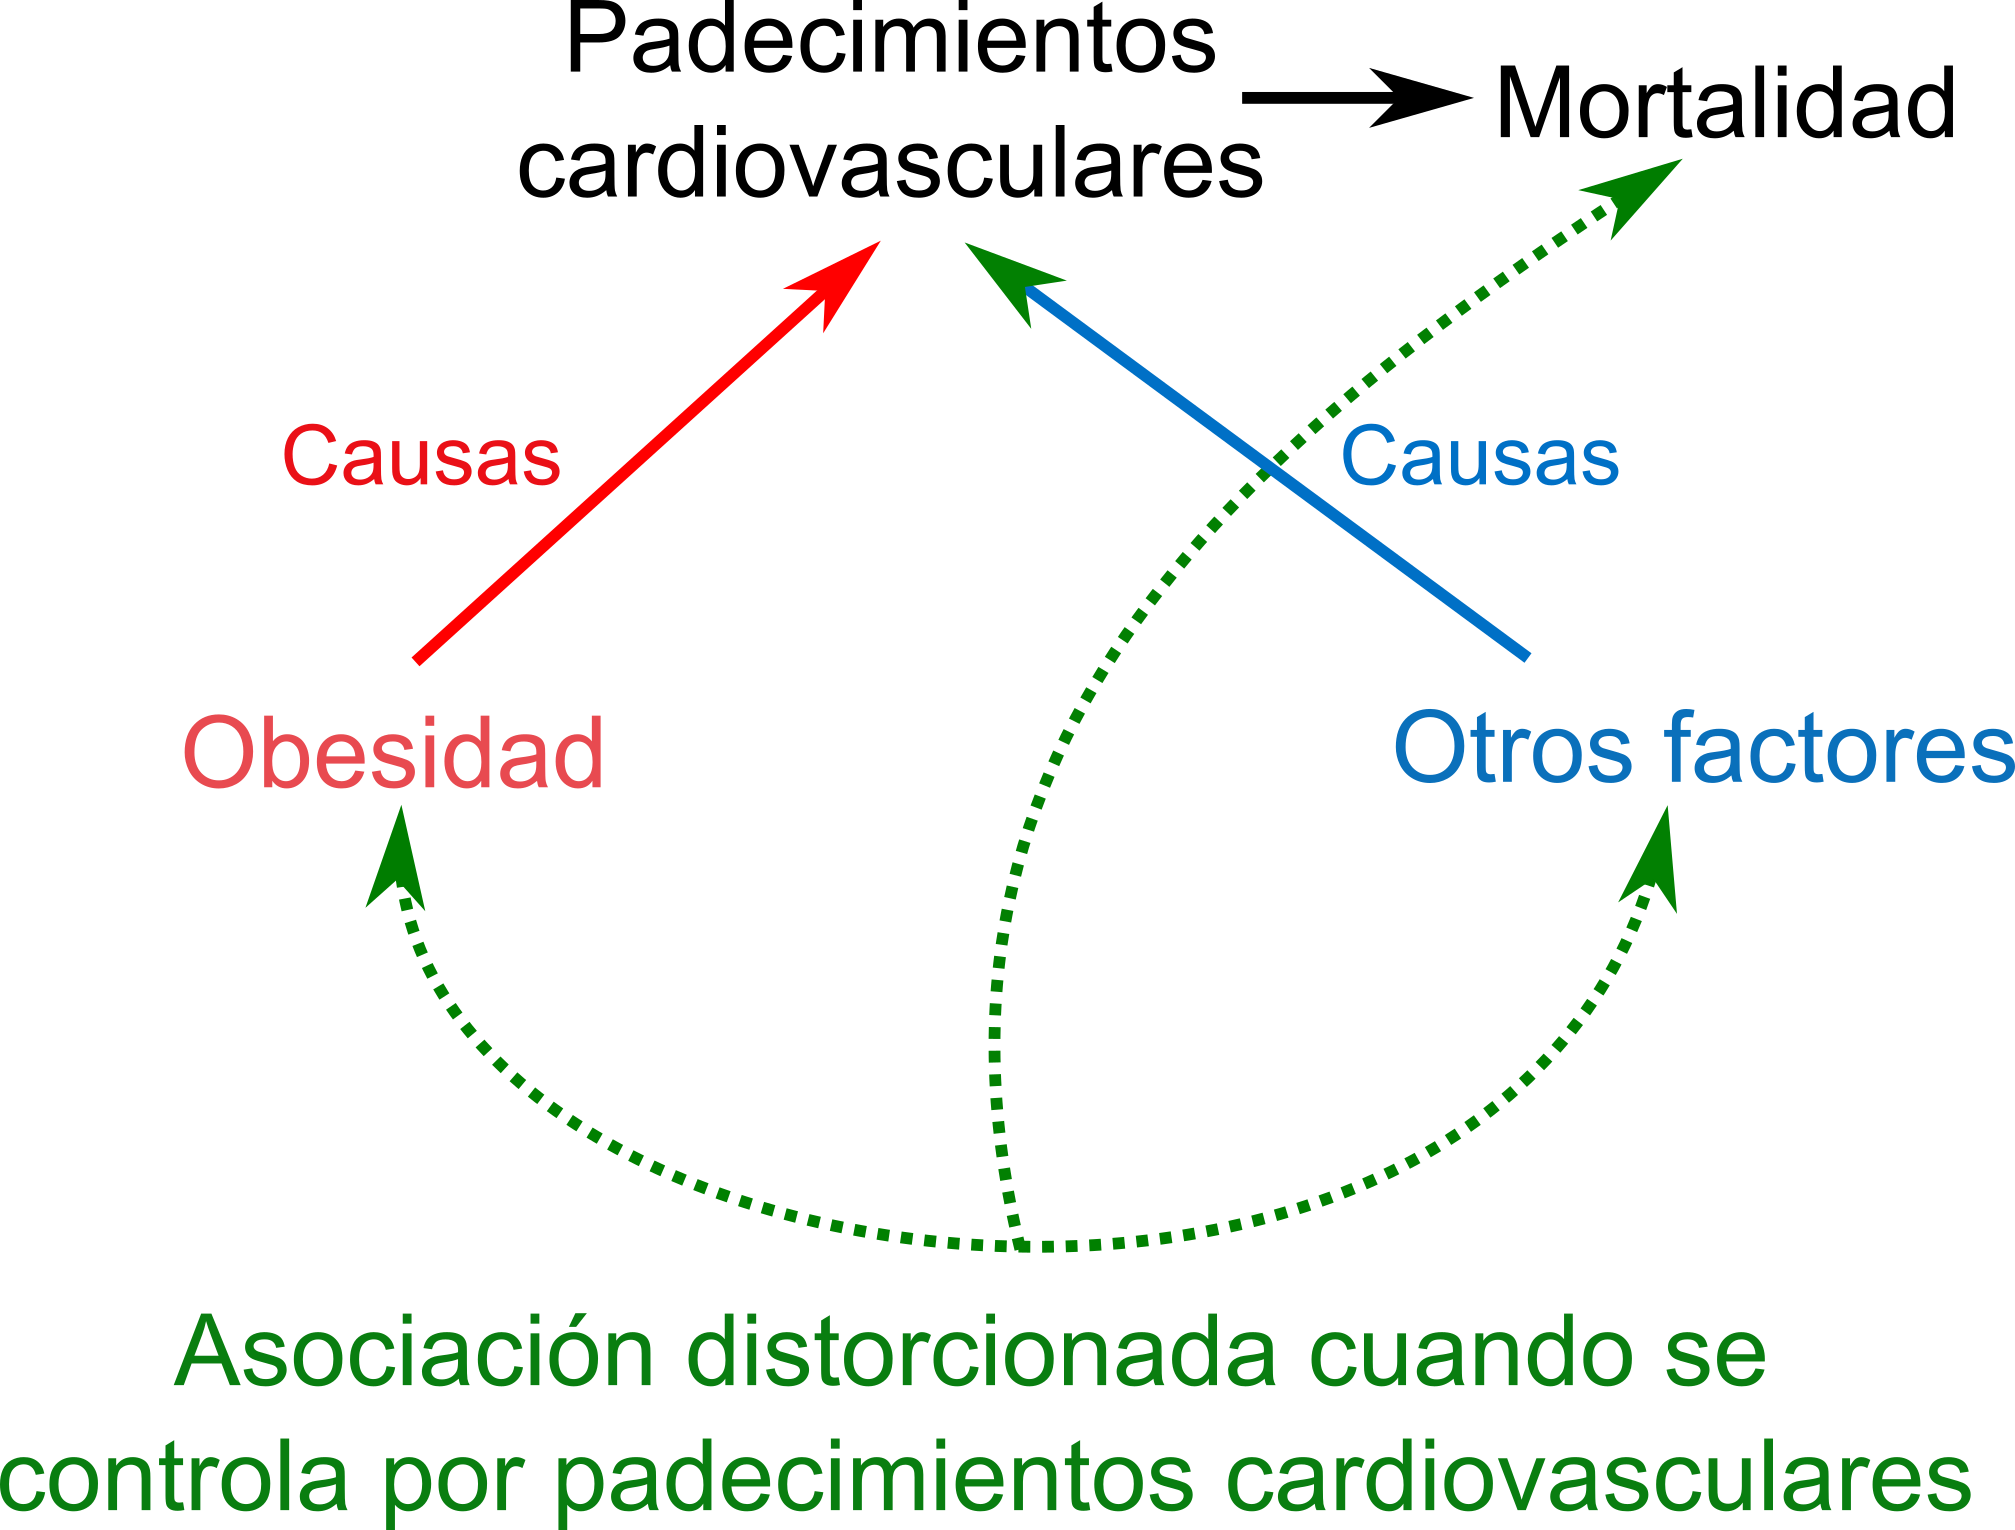 Padecimientos
cardiovasculares
Mortalidad
Causas
Causas
Obesidad
Otros factores
Asociación distorcionada cuando se
controla por padecimientos cardiovasculares